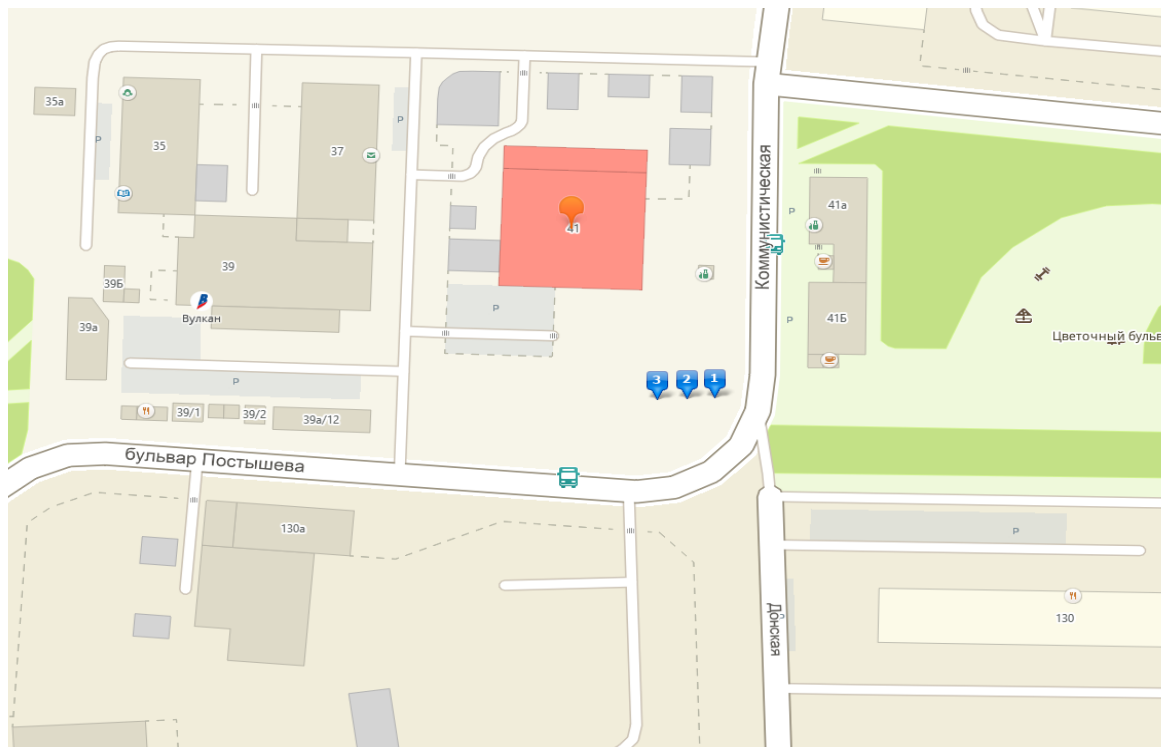 35а
P
35
37
P
41
39
39Б
39а
Вулкан
P
P
39/1
39/2
39а/12
3
2
1
бульвар Постышева
Коммунистическая
P
41а
P
41Б
Цветочный бульв
130а
P
Донская
130